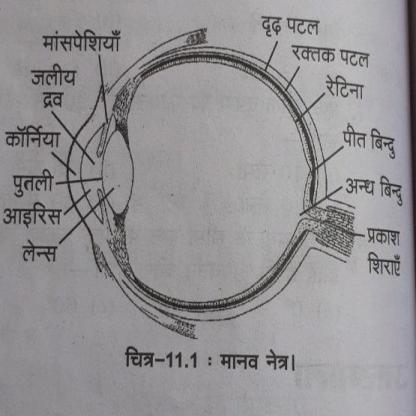 मांसपेशियाँ
जलीय
द्रव
कॉर्निया
पुतली
आइरिस
लेन्स
दृढ़ पटल
रक्तक पटल
रेटिना
पीत बिन्दु
अन्ध बिन्दु
प्रकाश
शिराएँ
चित्र-11.1 : मानव नेत्र।